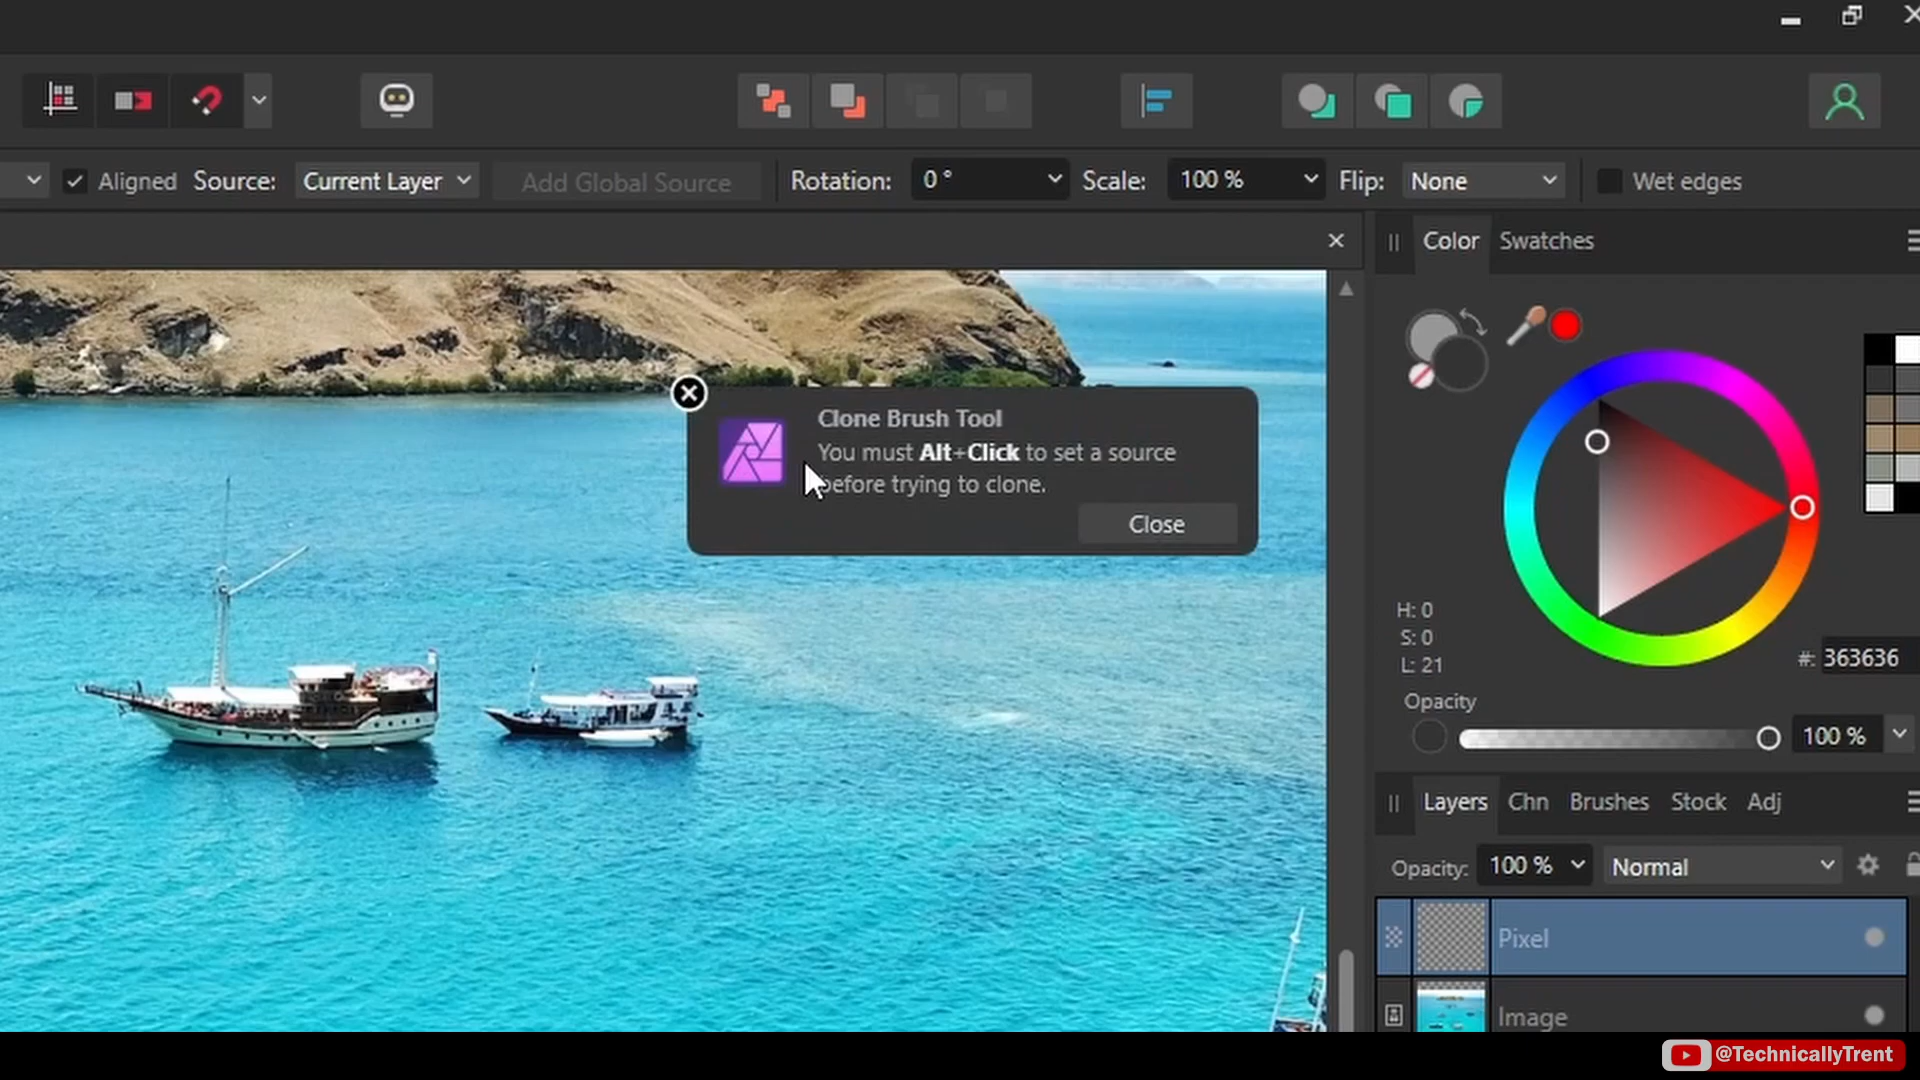 Aligned Source: Current Layer Add Global Source Rotation: 0 ° Scale: 100 % Flip: None Wet edges
Color Swatches
Clone Brush Tool
You must Alt+Click to set a source
before trying to clone.
Close
H: 0
S: 0
L: 21
#: 363636
Opacity
100 %
Layers Chn Brushes Stock Adj
Opacity: 100 % Normal
Pixel
Image
@TechnicallyTrent